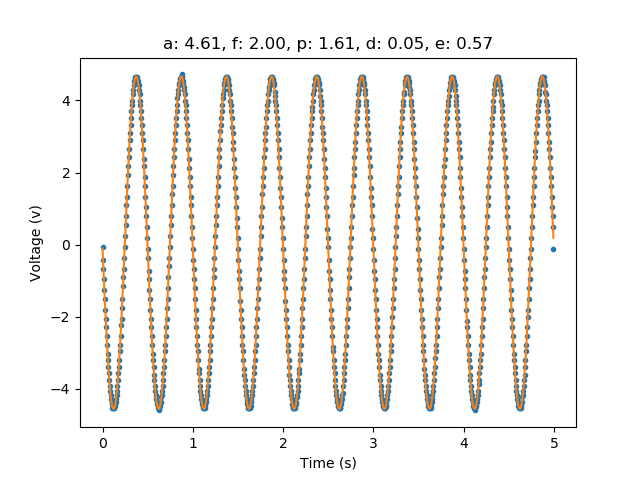 a: 4.61, f: 2.00, p: 1.61, d: 0.05, e: 0.57
Voltage (v)
4
2
0
−2
−4
0 1 2 3 4 5
Time (s)